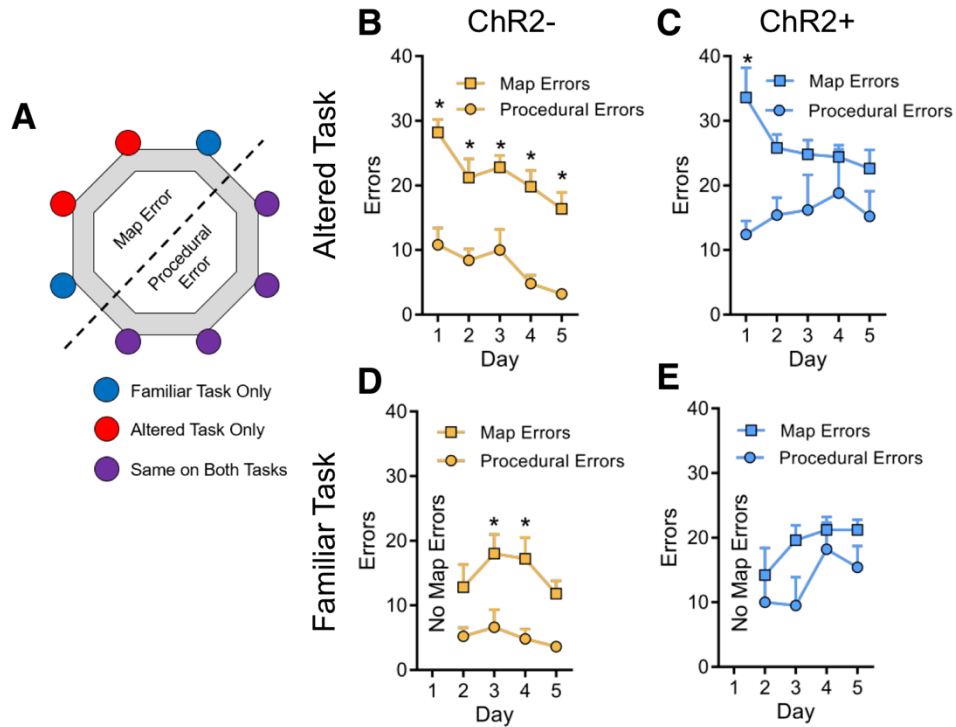 A
Map Error
Procedural
Error
Familiar Task Only
Altered Task Only
Same on Both Tasks
ChR2-
ChR2+
Altered Task
Familiar Task
B
40
30
20
10
0
Errors
Map Errors
Procedural Errors
*
*
*
*
*
1 2 3 4 5
Day
C
40
30
20
10
0
Errors
Map Errors
Procedural Errors
*
1 2 3 4 5
Day
D
40
30
20
10
0
Errors
Map Errors
Procedural Errors
No Map Errors
*
*
1 2 3 4 5
Day
E
40
30
20
10
0
Errors
Map Errors
Procedural Errors
No Map Errors
1 2 3 4 5
Day